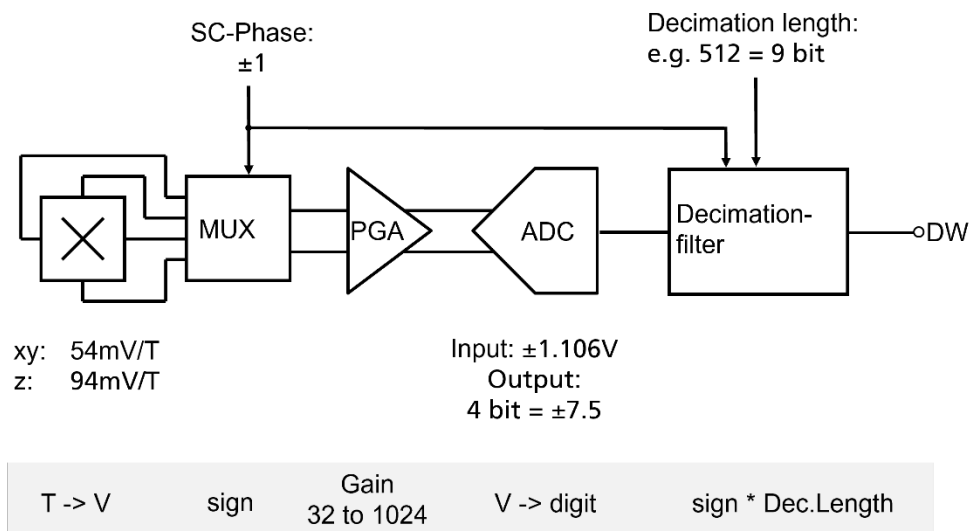 SC-Phase:
±1
Decimation length:
e.g. 512 = 9 bit
MUX
PGA
ADC
Decimation-
filter
DW
xy: 54mV/T
z: 94mV/T
Input: ±1.106V
Output:
4 bit = ±7.5
T -> V
sign
Gain
32 to 1024
V -> digit
sign * Dec.Length